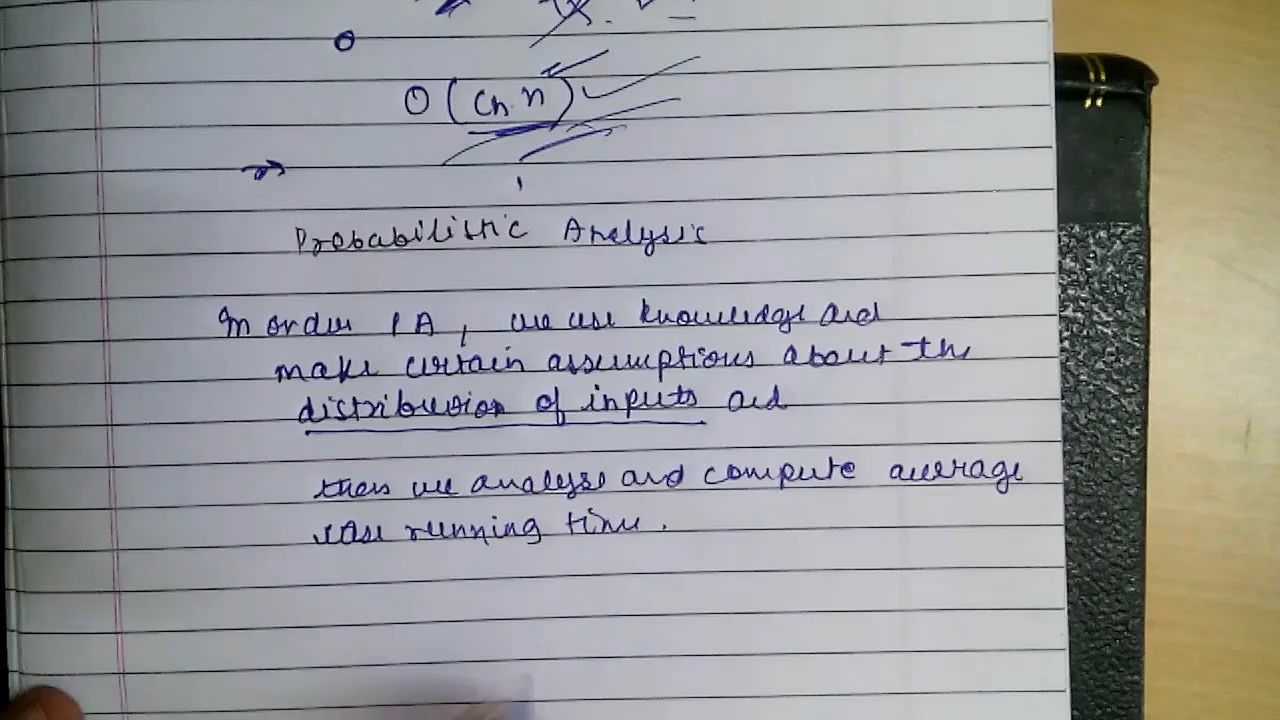 O (Ch n)
Probabilistic Analysis
In order PA, we use knowledge and
make certain assumptions about the
distribution of inputs and
then we analyse and compute average
case running time.